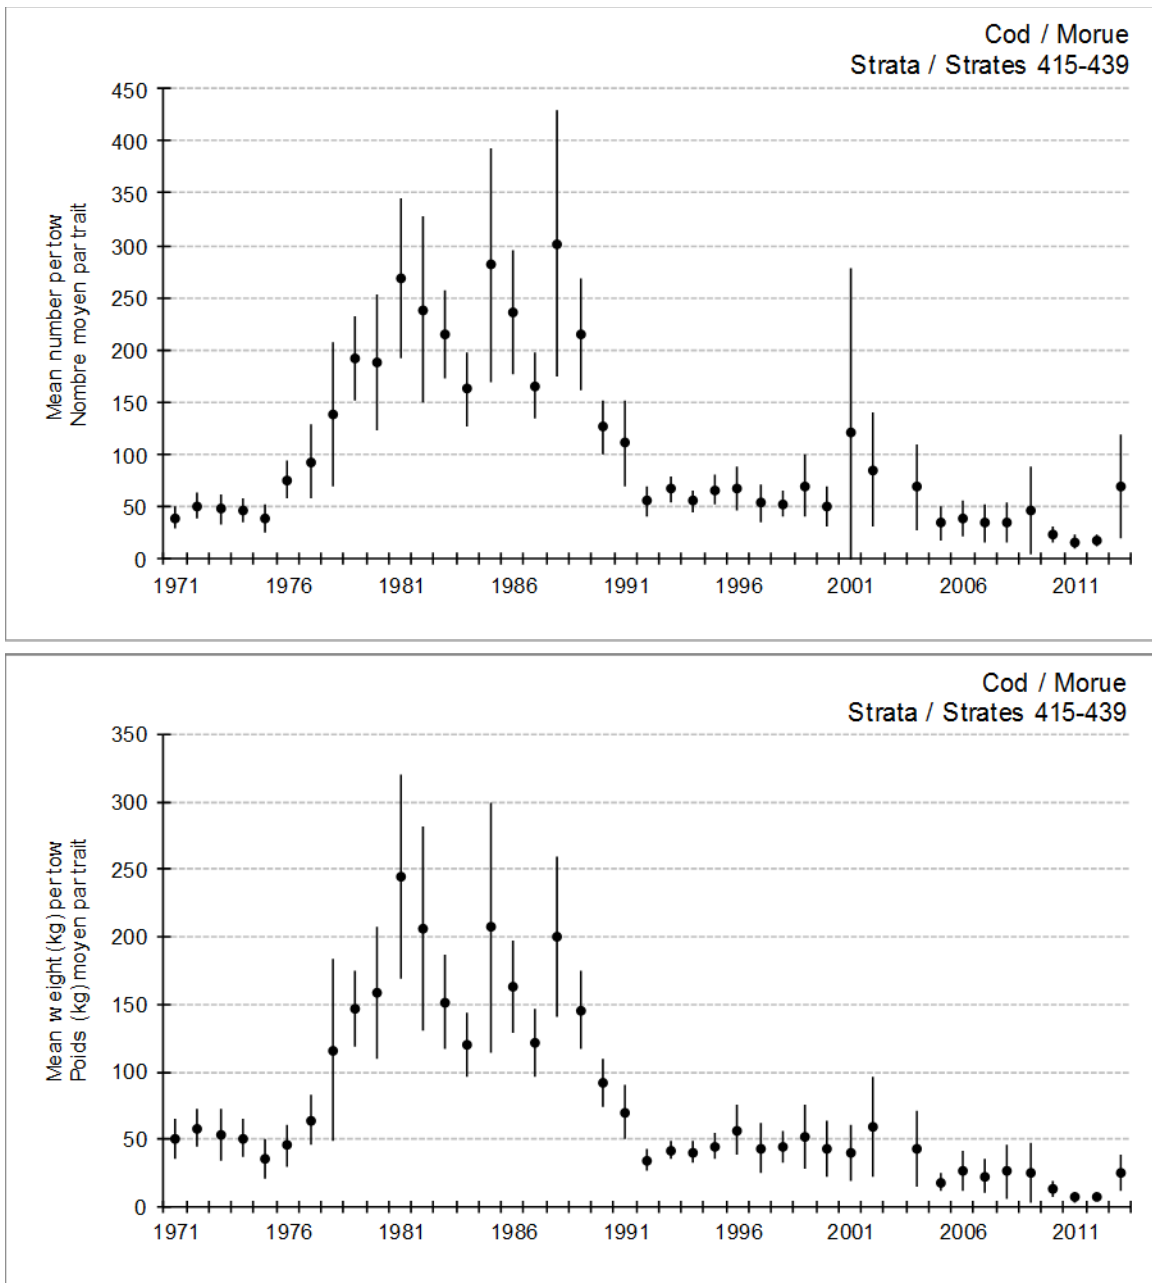 Cod / Morue
Strata / Strates 415-439
Mean number per tow
Nombre moyen par trait
450
400
350
300
250
200
150
100
50
0
1971 1976 1981 1986 1991 1996 2001 2006 2011
Cod / Morue
Strata / Strates 415-439
Mean weight (kg) per tow
Poids (kg) moyen par trait
350
300
250
200
150
100
50
0
1971 1976 1981 1986 1991 1996 2001 2006 2011